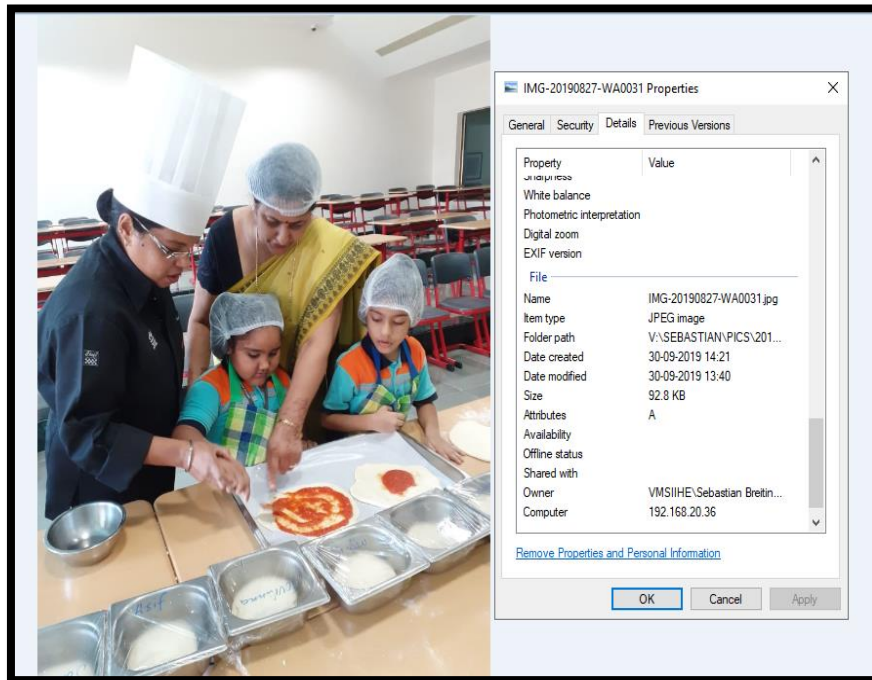 IMG-20190827-WA0031 Properties
General Security Details Previous Versions
Property Value
Sharpness
White balance
Photometric interpretation
Digital zoom
EXIF version
File
Name IMG-20190827-WA0031.jpg
Item type JPEG image
Folder path V:\SEBASTIAN\PICS\201...
Date created 30-09-2019 14:21
Date modified 30-09-2019 13:40
Size 92.8 KB
Attributes A
Availability
Offline status
Shared with
Owner VMSIIHE\Sebastian Breitin...
Computer 192.168.20.36
Remove Properties and Personal Information
OK Cancel Apply